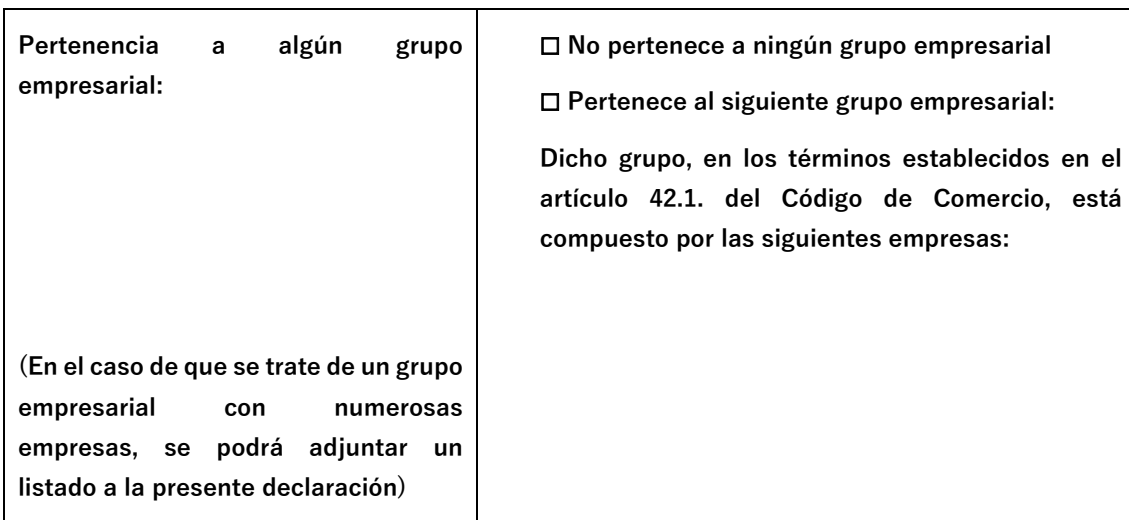 Pertenencia a algún grupo
empresarial:
(En el caso de que se trate de un grupo
empresarial con numerosas
empresas, se podrá adjuntar un
listado a la presente declaración)
☐ No pertenece a ningún grupo empresarial
☐ Pertenece al siguiente grupo empresarial:
Dicho grupo, en los términos establecidos en el
artículo 42.1. del Código de Comercio, está
compuesto por las siguientes empresas: